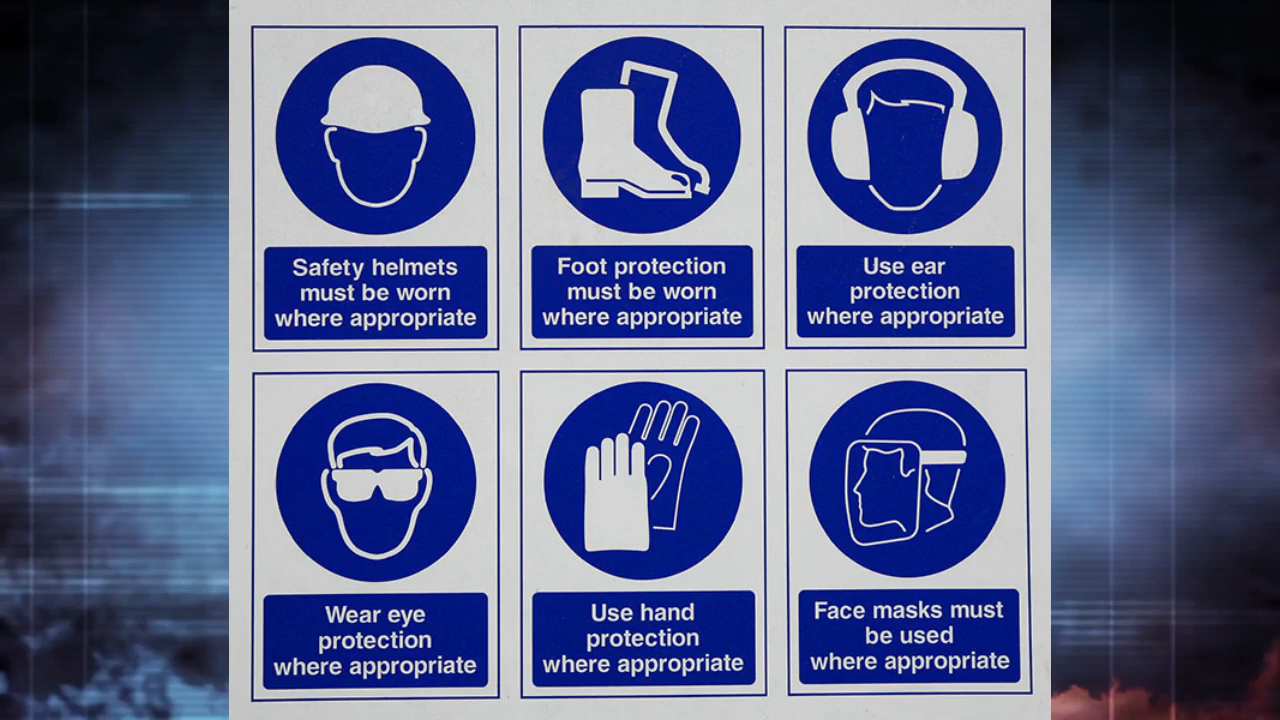 Safety helmets
must be worn
where appropriate
Foot protection
must be worn
where appropriate
Use ear
protection
where appropriate
Wear eye
protection
where appropriate
Use hand
protection
where appropriate
Face masks must
be used
where appropriate